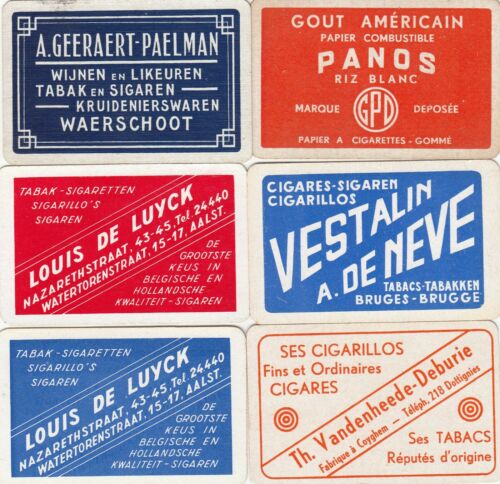 A. GEERAERT-PAELMAN
WIJNEN EN LIKEUREN
TABAK EN SIGAREN
KRUIDENIERSWAREN
WAERSCHOOT
GOUT AMÉRICAIN
PAPIER COMBUSTIBLE
PANOS
RIZ BLANC
MARQUE GPD DEPOSÉE
PAPIER A CIGARETTES - GOMMÉ
TABAK - SIGARETTEN
SIGARILLO'S
SIGAREN
LOUIS DE LUYCK
NAZARETHSTRAAT, 43-45, Tel. 24440
WATERTORENSTRAAT, 15-17, AALST.
DE
GROOTSTE
KEUS IN
BELGISCHE EN
HOLLANDSCHE
KWALITEIT - SIGAREN
CIGARES-SIGAREN
CIGARILLOS
VESTALIN
A. DE NEVE
TABACS-TABAKKEN
BRUGES-BRUGGE
TABAK - SIGARETTEN
SIGARILLO'S
SIGAREN
LOUIS DE LUYCK
NAZARETHSTRAAT, 43-45, Tel. 24440
WATERTORENSTRAAT, 15-17, AALST.
DE
GROOTSTE
KEUS IN
BELGISCHE EN
HOLLANDSCHE
KWALITEIT - SIGAREN
SES CIGARILLOS
Fins et Ordinaires
CIGARES
Th. Vandenheede-Deburie
Fabrique à Coyghem - Téléph. 218 Dottignies
Ses TABACS
Réputés d'origine